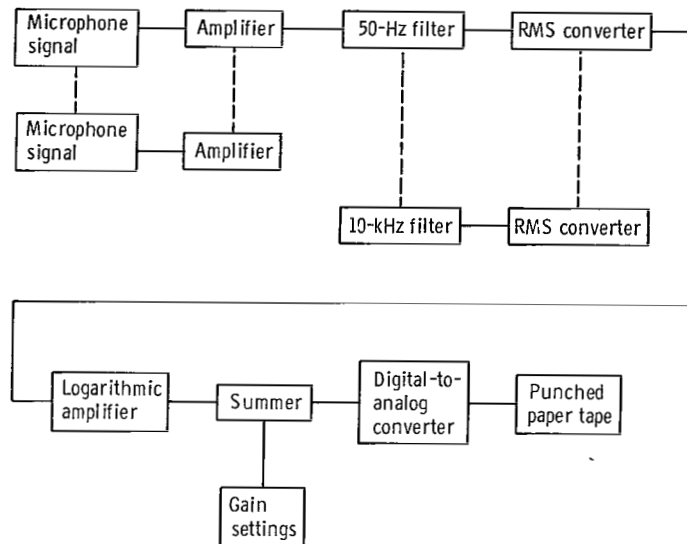 Microphone
signal
Amplifier
50-Hz filter
RMS converter
Microphone
signal
Amplifier
10-kHz filter
RMS converter
Logarithmic
amplifier
Summer
Digital-to-
analog
converter
Punched
paper tape
Gain
settings